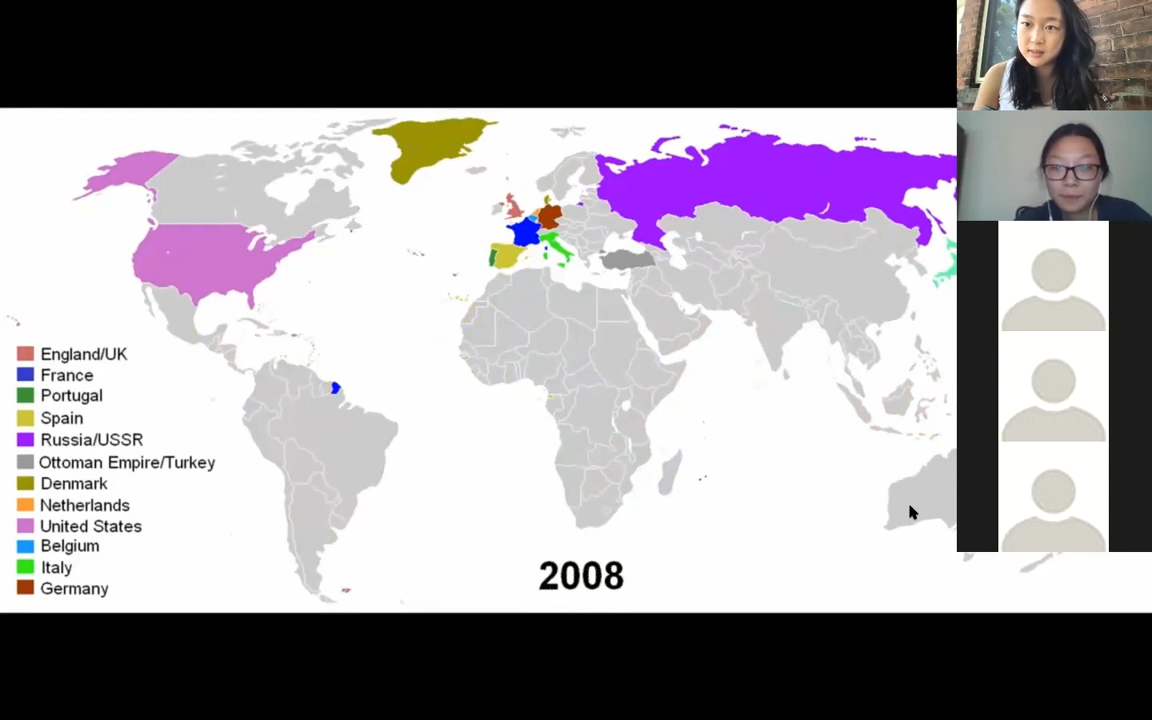 England/UK
France
Portugal
Spain
Russia/USSR
Ottoman Empire/Turkey
Denmark
Netherlands
United States
Belgium
Italy
Germany
2008